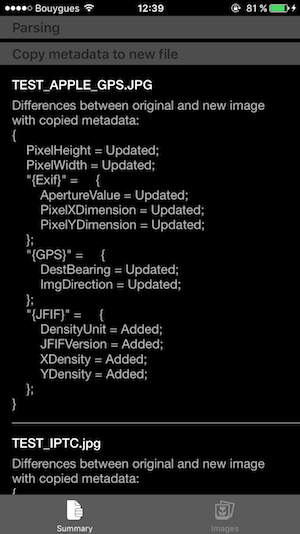 Bouygues 12:39 81 %
Parsing
Copy metadata to new file
TEST_APPLE_GPS.JPG
Differences between original and new image
with copied metadata:
{
PixelHeight = Updated;
PixelWidth = Updated;
"{Exif}" = {
ApertureValue = Updated;
PixelXDimension = Updated;
PixelYDimension = Updated;
};
"{GPS}" = {
DestBearing = Updated;
ImgDirection = Updated;
};
"{JFIF}" = {
DensityUnit = Added;
JFIFVersion = Added;
XDensity = Added;
YDensity = Added;
};
}
TEST_IPTC.jpg
Differences between original and new image
with copied metadata:
{
Summary Images